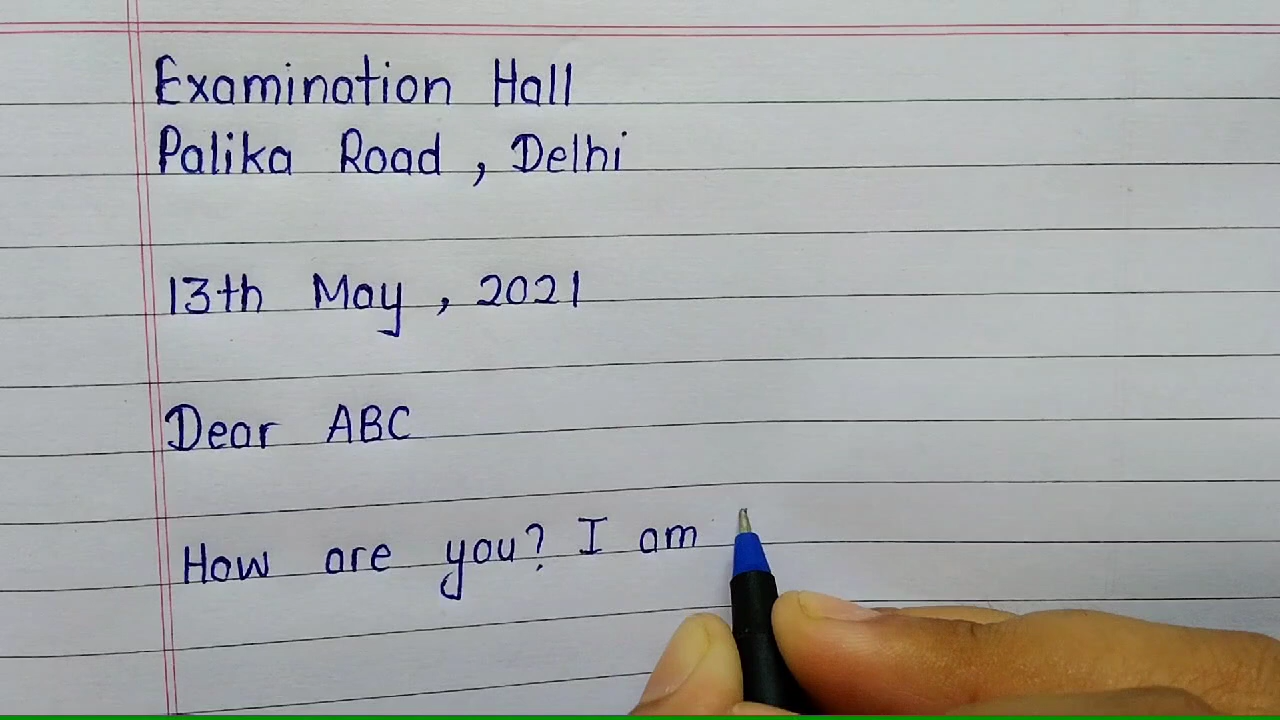 Examination Hall
Palika Road , Delhi
13th May , 2021
Dear ABC
How are you? I am